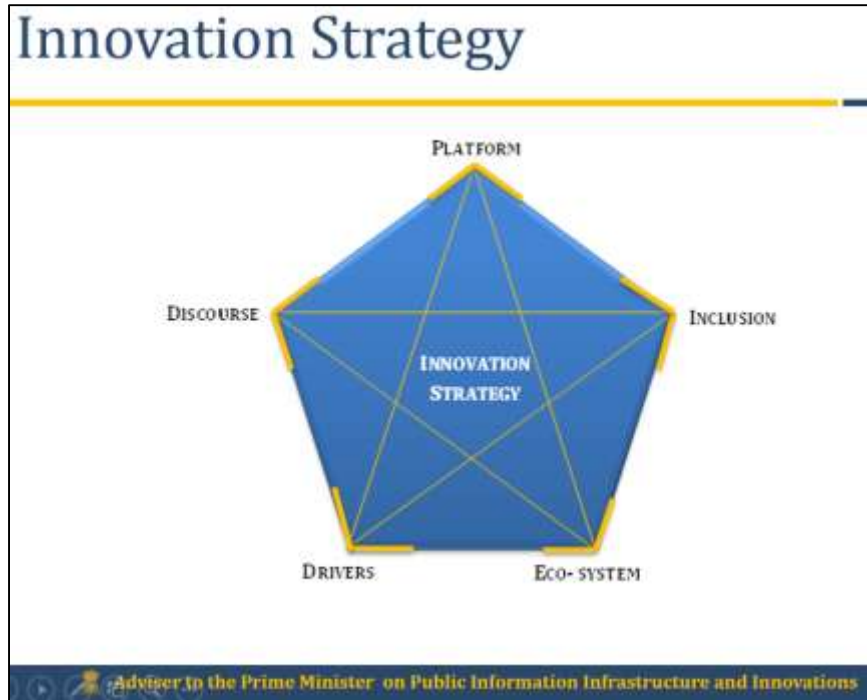 Innovation Strategy
PLATFORM
DISCOURSE
INCLUSION
INNOVATION
STRATEGY
DRIVERS
ECO- SYSTEM
Adviser to the Prime Minister on Public Information Infrastructure and Innovations